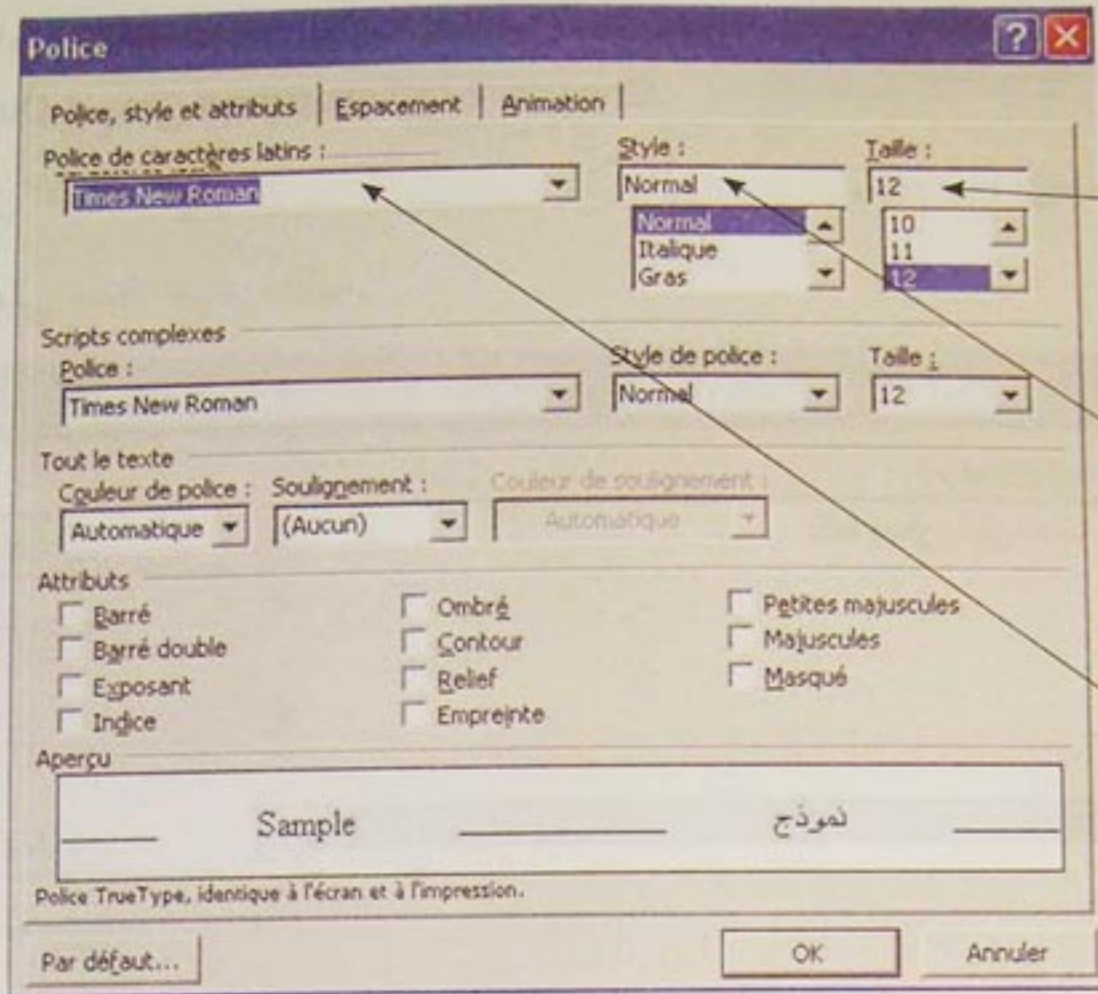 Police
Police, style et attributs Espacement Animation
Police de caractères latins : Style : Taille :
Times New Roman Normal 12
Normal 10
Italique 11
Gras 12
Scripts complexes
Police : Style de police : Taille :
Times New Roman Normal 12
Tout le texte
Couleur de police : Soulignement : Couleur de soulignement :
Automatique (Aucun) Automatique
Attributs
Barré Ombré Petites majuscules
Barré double Contour Majuscules
Exposant Relief Masqué
Indice Empreinte
Aperçu
Sample نموذج
Police TrueType, identique à l'écran et à l'impression.
Par défaut... OK Annuler